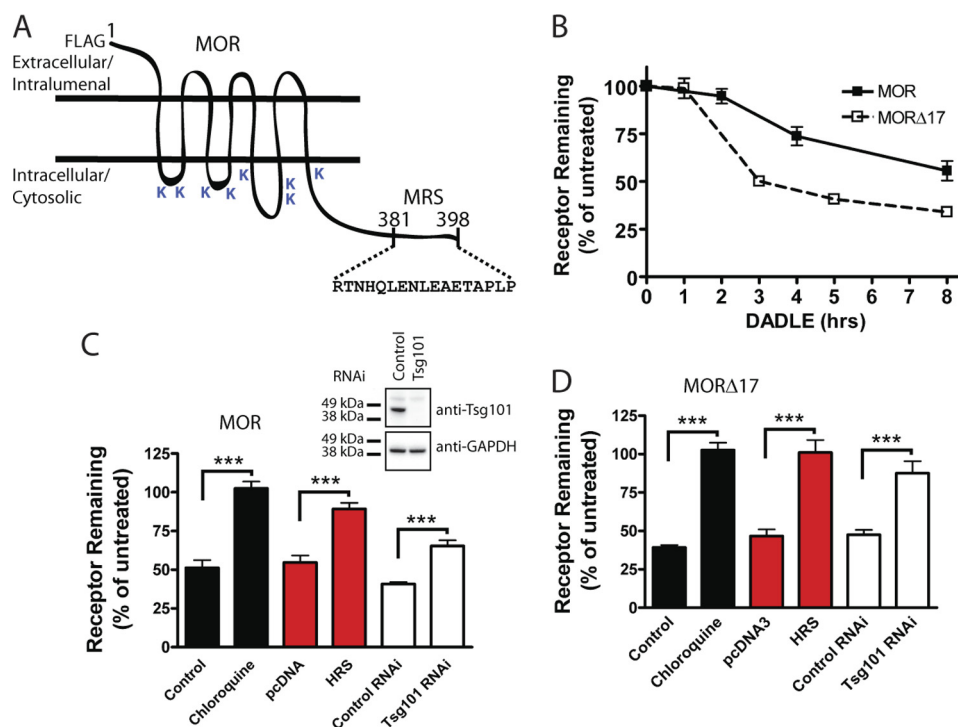 A
1
FLAG
MOR
Extracellular/
Intralumenal
Intracellular/
Cytosolic
K K K K K K K K
MRS
381 398
RTNHQLENLEAETAPLP
B
Receptor Remaining
(% of untreated)
100
75
50
25
0
MOR
MORΔ17
0 1 2 3 4 5 6 7 8
DADLE (hrs)
C
MOR
RNAi
Control
Tsg101
49 kDa
38 kDa
anti-Tsg101
49 kDa
38 kDa
anti-GAPDH
Receptor Remaining
(% of untreated)
125
100
75
50
25
0
***
***
***
Control
Chloroquine
pcDNA
HRS
Control RNAi
Tsg101 RNAi
D
MORΔ17
Receptor Remaining
(% of untreated)
125
100
75
50
25
0
***
***
***
Control
Chloroquine
pcDNA3
HRS
Control RNAi
Tsg101 RNAi